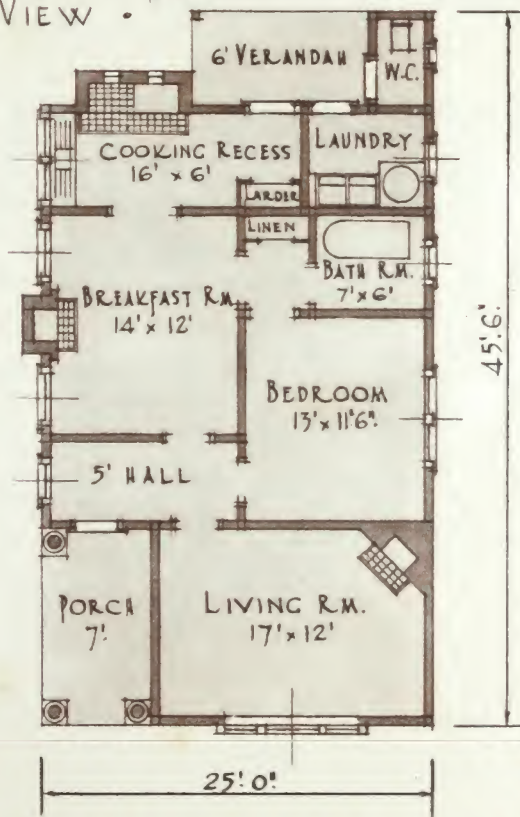 VIEW .
6' VERANDAH
W.C.
COOKING RECESS
16' x 6'
LAUNDRY
LARDER
LINEN
BATH RM.
7' x 6'
BREAKFAST RM.
14' x 12'
BEDROOM
13' x 11'6"
45'.6"
5' HALL
PORCH
7'
LIVING RM.
17' x 12'
25'.0"